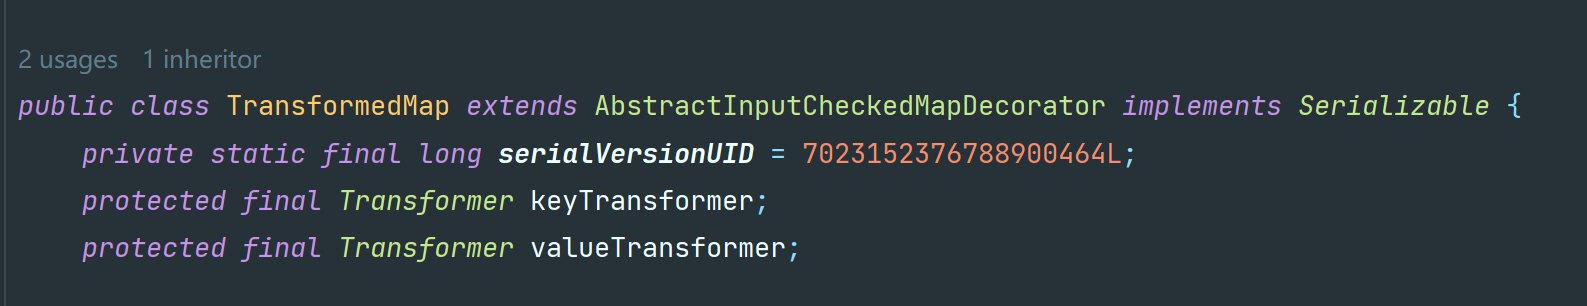 2 usages   1 inheritor
public class TransformedMap extends AbstractInputCheckedMapDecorator implements Serializable {
    private static final long serialVersionUID = 7023152376788900464L;
    protected final Transformer keyTransformer;
    protected final Transformer valueTransformer;